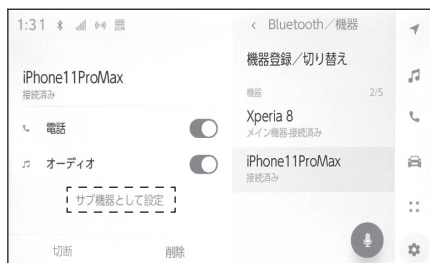 1:31
DCM
iPhone11ProMax
接続済み
電話
オーディオ
サブ機器として設定
切断
削除
< Bluetooth/機器
機器登録/切り替え
機器 2/5
Xperia 8
メイン機器-接続済み
iPhone11ProMax
接続済み